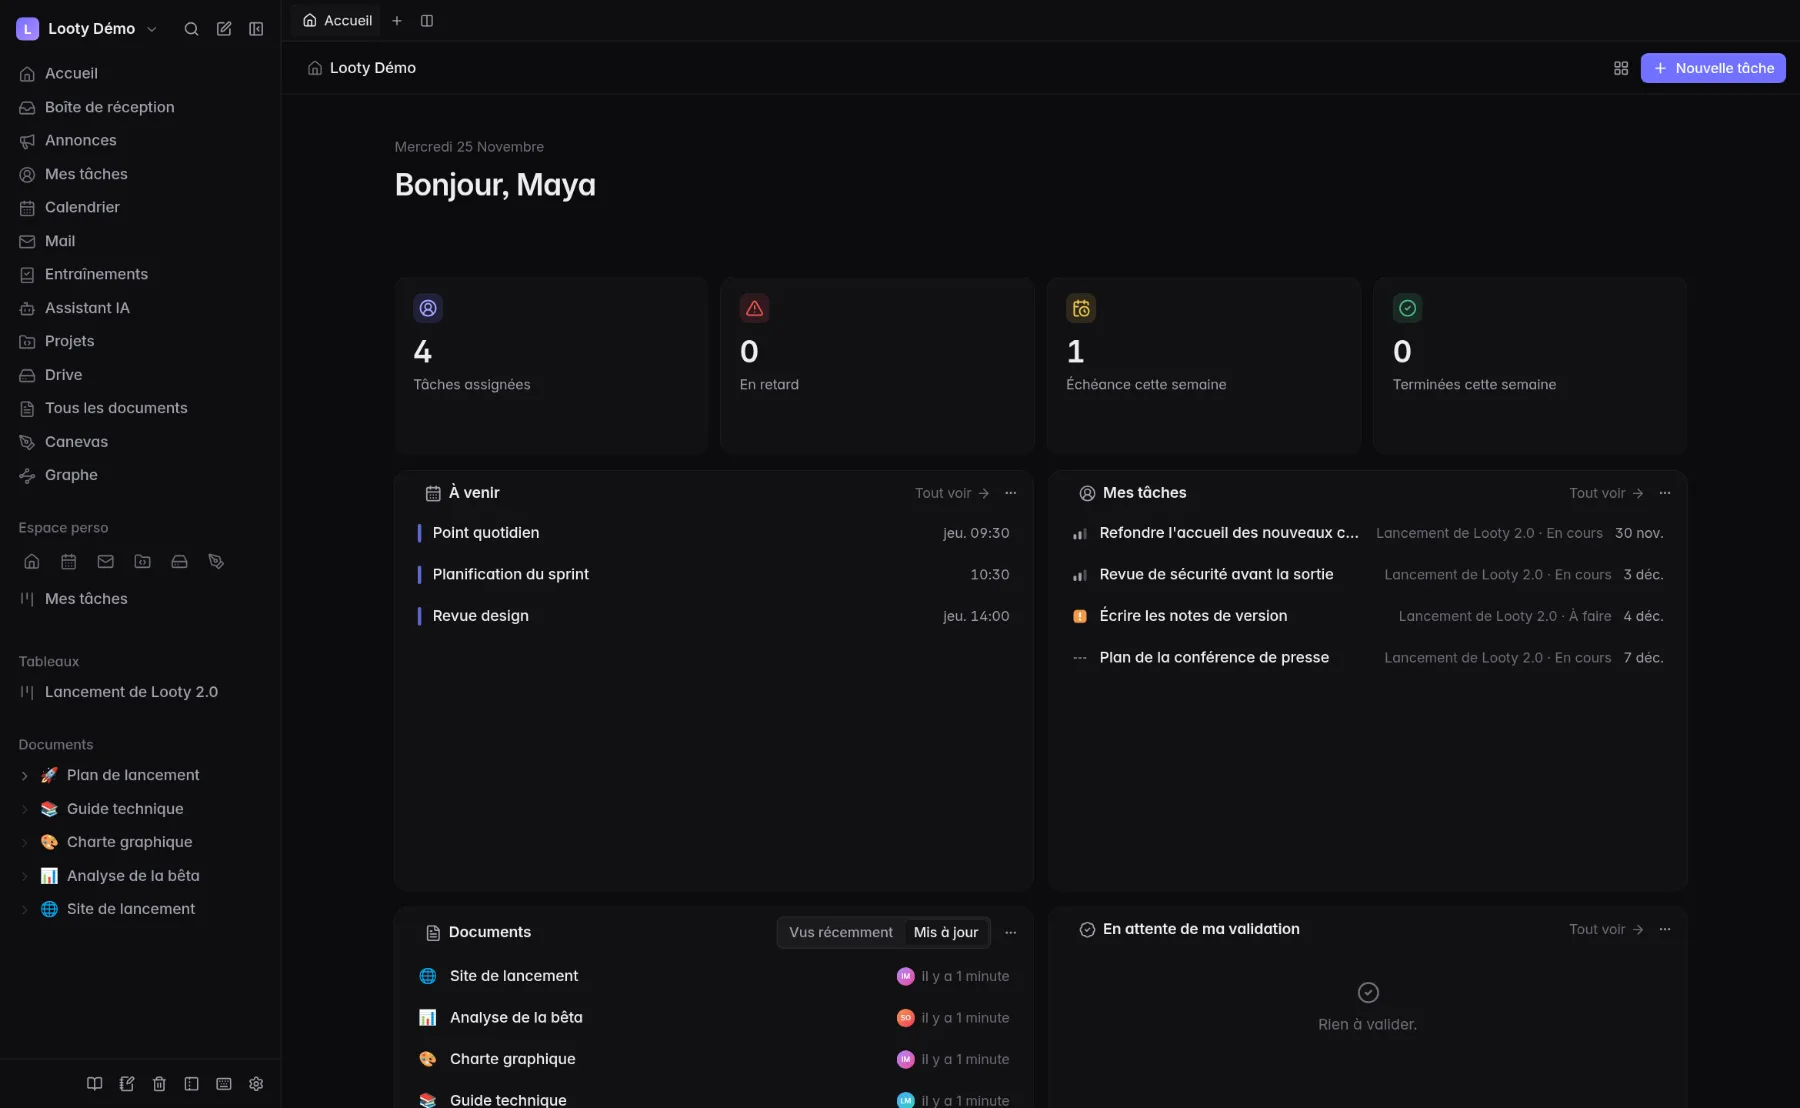 L Looty Démo
Accueil
Boîte de réception
Annonces
Mes tâches
Calendrier
Mail
Entraînements
Assistant IA
Projets
Drive
Tous les documents
Canevas
Graphe
Espace perso
Mes tâches
Tableaux
Lancement de Looty 2.0
Documents
🚀 Plan de lancement
📚 Guide technique
🎨 Charte graphique
📊 Analyse de la bêta
🌐 Site de lancement
Accueil
Looty Démo
+ Nouvelle tâche
Mercredi 25 Novembre
Bonjour, Maya
4
Tâches assignées
0
En retard
1
Échéance cette semaine
0
Terminées cette semaine
À venir Tout voir → ···
Point quotidien jeu. 09:30
Planification du sprint 10:30
Revue design jeu. 14:00
Mes tâches Tout voir → ···
Refondre l'accueil des nouveaux c... Lancement de Looty 2.0 · En cours 30 nov.
Revue de sécurité avant la sortie Lancement de Looty 2.0 · En cours 3 déc.
Écrire les notes de version Lancement de Looty 2.0 · À faire 4 déc.
Plan de la conférence de presse Lancement de Looty 2.0 · En cours 7 déc.
Documents Vus récemment Mis à jour ···
🌐 Site de lancement IM il y a 1 minute
📊 Analyse de la bêta SO il y a 1 minute
🎨 Charte graphique IM il y a 1 minute
📚 Guide technique LM il y a 1 minute
En attente de ma validation Tout voir → ···
Rien à valider.